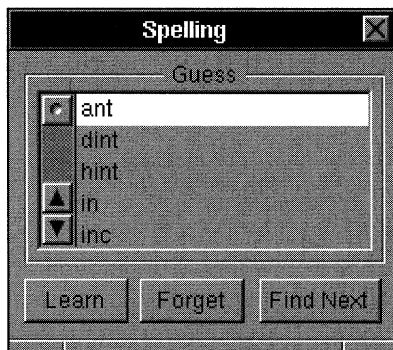 Spelling
Guess
ant
dint
hint
in
inc
Learn Forget Find Next